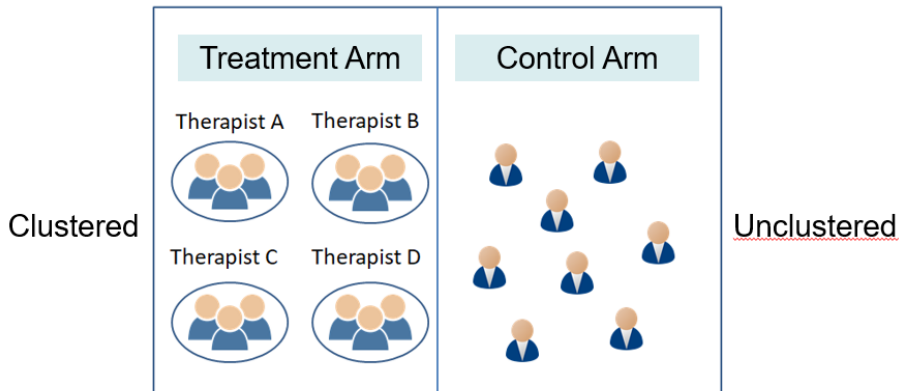 Treatment Arm
Control Arm
Therapist A
Therapist B
Clustered
Unclustered
Therapist C
Therapist D